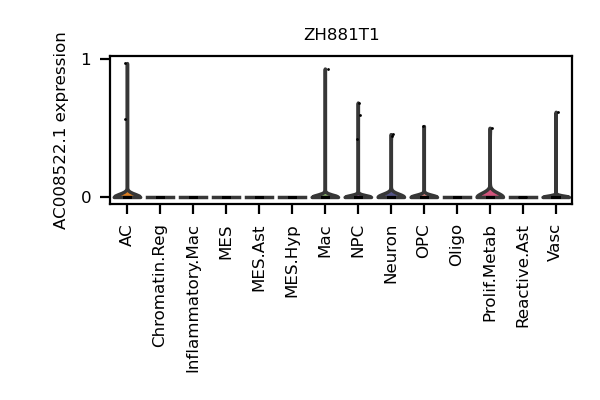 ZH881T1
AC008522.1 expression
1
0
AC
Chromatin.Reg
Inflammatory.Mac
MES
MES.Ast
MES.Hyp
Mac
NPC
Neuron
OPC
Oligo
Prolif.Metab
Reactive.Ast
Vasc